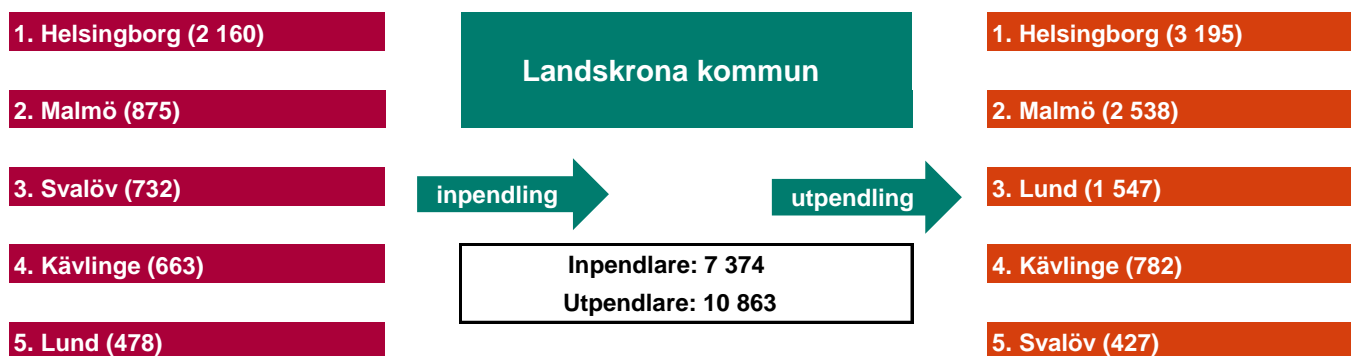 1. Helsingborg (2 160)
2. Malmö (875)
3. Svalöv (732)
4. Kävlinge (663)
5. Lund (478)
Landskrona kommun
inpendling
utpendling
Inpendlare: 7 374
Utpendlare: 10 863
1. Helsingborg (3 195)
2. Malmö (2 538)
3. Lund (1 547)
4. Kävlinge (782)
5. Svalöv (427)